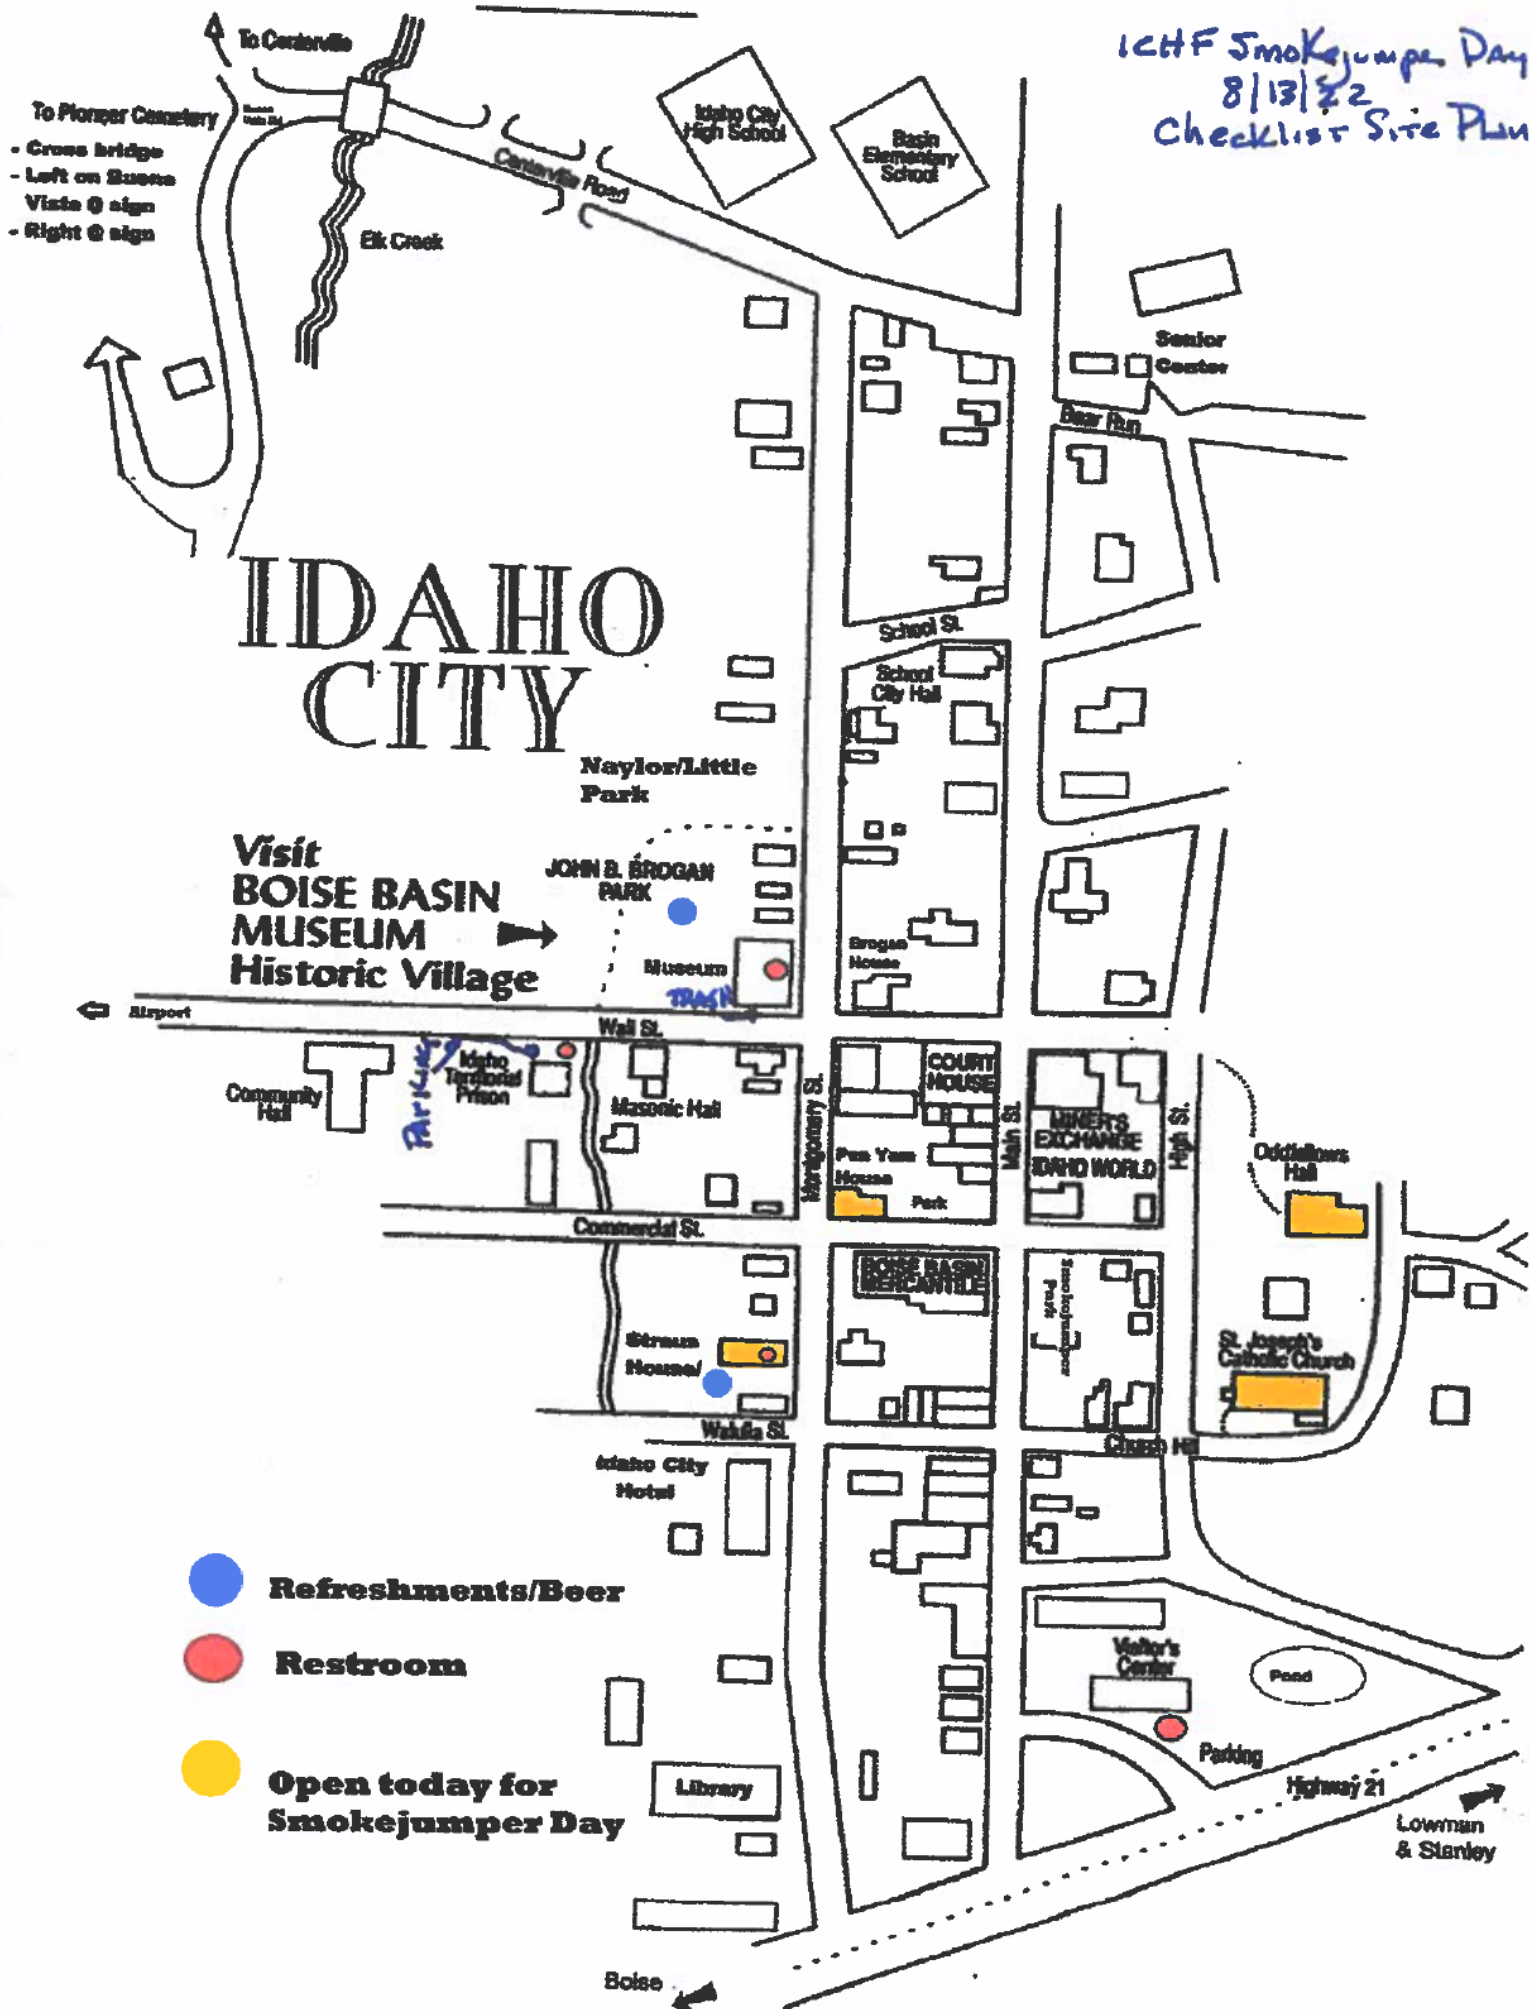 ICHF Smokejumper Day
8/13/22
Checklist Site Plan
To Centerville
To Pioneer Cemetery
- Cross bridge
- Left on Buena
Vista @ sign
- Right @ sign
Elk Creek
Centerville Road
Idaho City
High School
Basin
Elementary
School
Senior
Center
Bear Run
IDAHO
CITY
School St.
School
City Hall
Naylor/Little
Park
Visit
BOISE BASIN
MUSEUM
Historic Village
JOHN B. BROGAN
PARK
Museum
TRASH
Brogan
House
Airport
Wall St.
Community
Hall
Parking
Idaho
Territorial
Prison
Masonic Hall
Montgomery St.
COURT
HOUSE
Pon Yam
House
Park
Main St.
MINER'S
EXCHANGE
IDAHO WORLD
High St.
Oddfellows
Hall
Commercial St.
BOISE BASIN
MERCANTILE
Smokejumper
Park
Straus
House/
St. Joseph's
Catholic Church
Walulla St.
Church Hill
Idaho City
Hotel
Refreshments/Beer
Restroom
Open today for
Smokejumper Day
Visitor's
Center
Pond
Parking
Library
Highway 21
Lowman
& Stanley
Boise